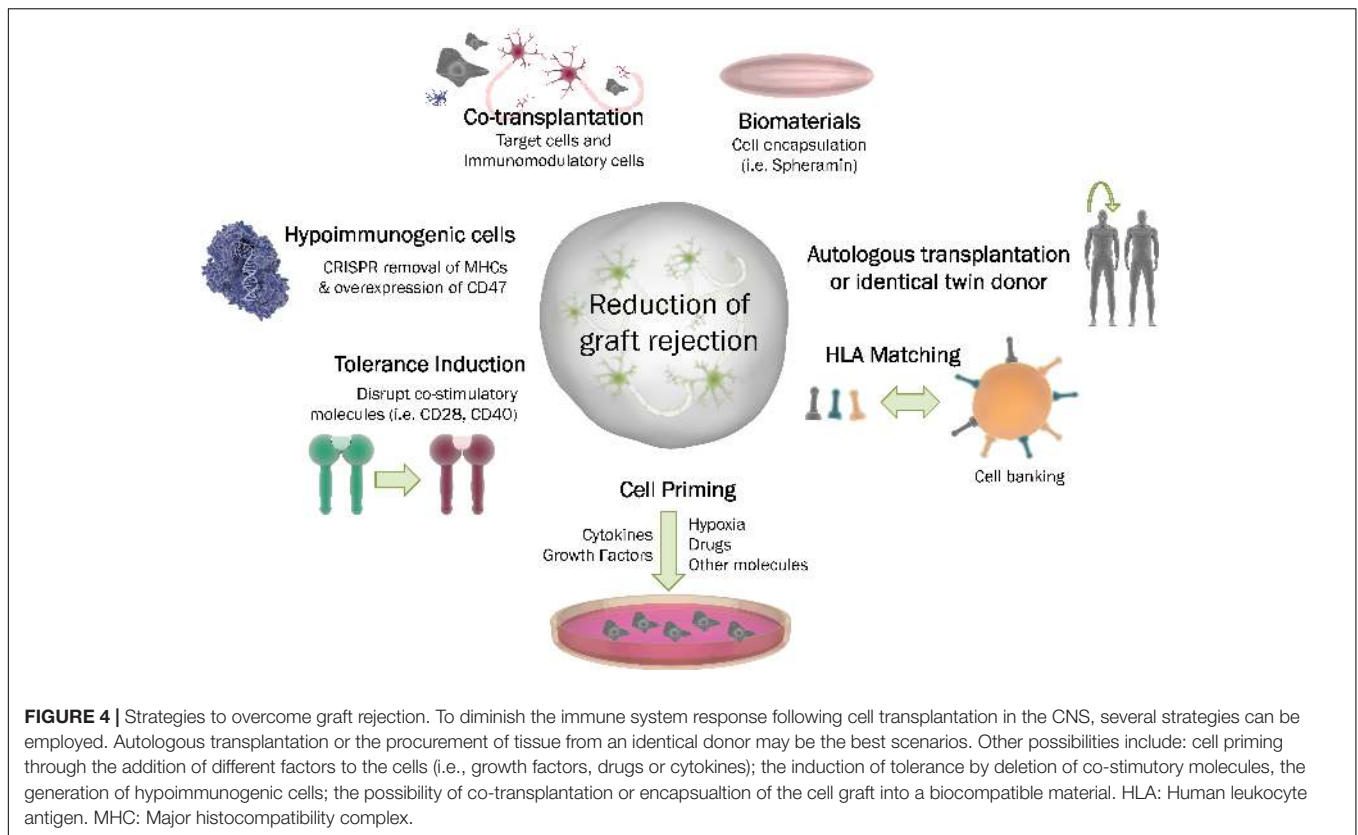 Co-transplantation
Target cells and
Immunomodulatory cells
Biomaterials
Cell encapsulation
(i.e. Spheramin)
Hypoimmunogenic cells
CRISPR removal of MHCs
& overexpression of CD47
Autologous transplantation
or identical twin donor
Reduction of
graft rejection
Tolerance Induction
Disrupt co-stimulatory
molecules (i.e. CD28, CD40)
HLA Matching
Cell banking
Cell Priming
Cytokines
Growth Factors
Hypoxia
Drugs
Other molecules
FIGURE 4 | Strategies to overcome graft rejection. To diminish the immune system response following cell transplantation in the CNS, several strategies can be
employed. Autologous transplantation or the procurement of tissue from an identical donor may be the best scenarios. Other possibilities include: cell priming
through the addition of different factors to the cells (i.e., growth factors, drugs or cytokines); the induction of tolerance by deletion of co-stimutory molecules, the
generation of hypoimmunogenic cells; the possibility of co-transplantation or encapsualtion of the cell graft into a biocompatible material. HLA: Human leukocyte
antigen. MHC: Major histocompatibility complex.